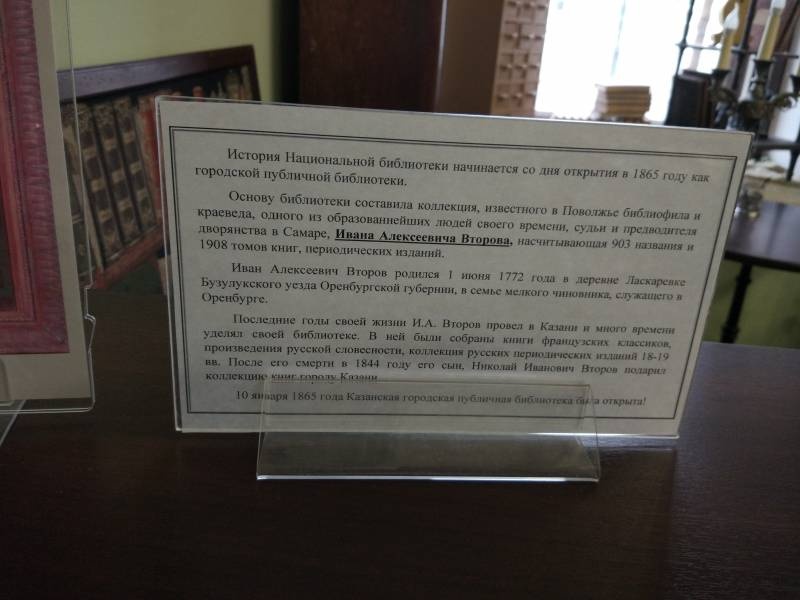 История Национальной библиотеки начинается со дня открытия в 1865 году как
городской публичной библиотеки.
Основу библиотеки составила коллекция, известного в Поволжье библиофила и
краеведа, одного из образованнейших людей своего времени, судьи и предводителя
дворянства в Самаре, Ивана Алексеевича Второва, насчитывающая 903 названия и
1908 томов книг, периодических изданий.
Иван Алексеевич Второв родился 1 июня 1772 года в деревне Ласкаревке
Бузулукского уезда Оренбургской губернии, в семье мелкого чиновника, служащего в
Оренбурге.
Последние годы своей жизни И.А. Второв провел в Казани и много времени
уделял своей библиотеке. В ней были собраны книги французских классиков,
произведения русской словесности, коллекция русских периодических изданий 18-19
вв. После его смерти в 1844 году его сын, Николай Иванович Второв подарил
коллекцию книг городу Казани.
10 января 1865 года Казанская городская публичная библиотека была открыта!